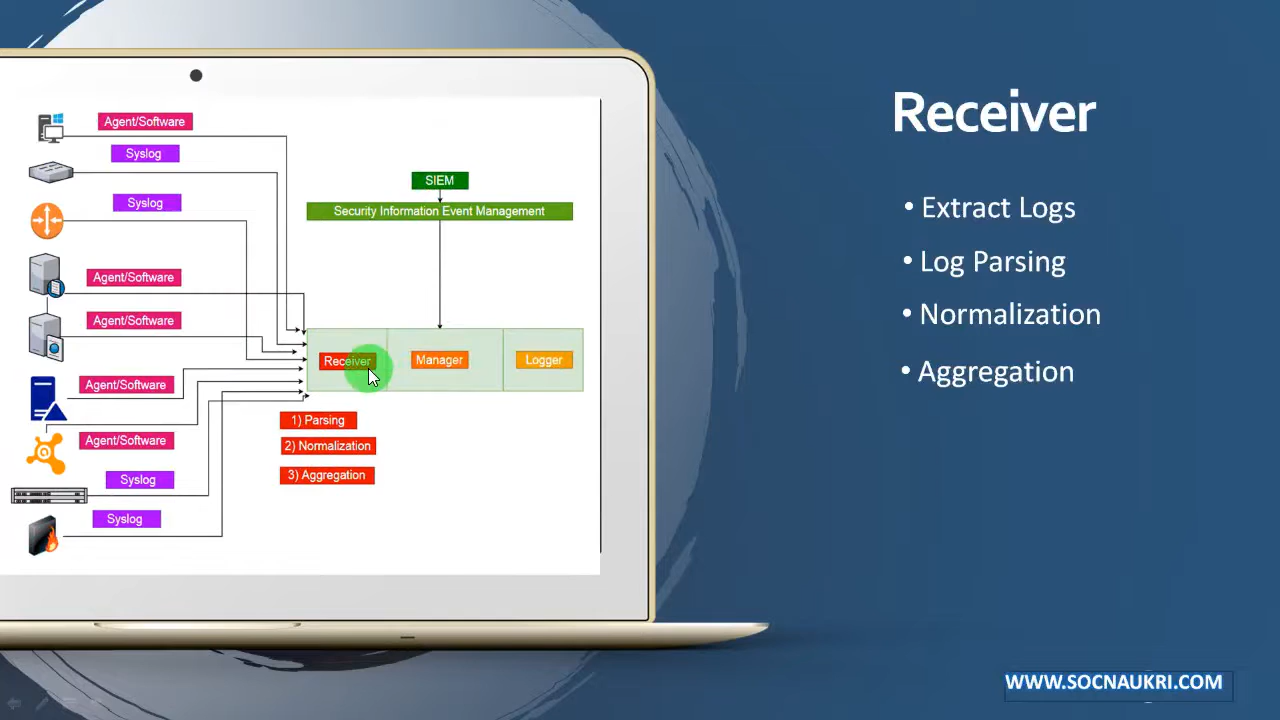 Agent/Software
Syslog
Syslog
Agent/Software
Agent/Software
Agent/Software
Agent/Software
Syslog
Syslog
SIEM
Security Information Event Management
Receiver
Manager
Logger
1) Parsing
2) Normalization
3) Aggregation
Receiver
• Extract Logs
• Log Parsing
• Normalization
• Aggregation
WWW.SOCNAUKRI.COM